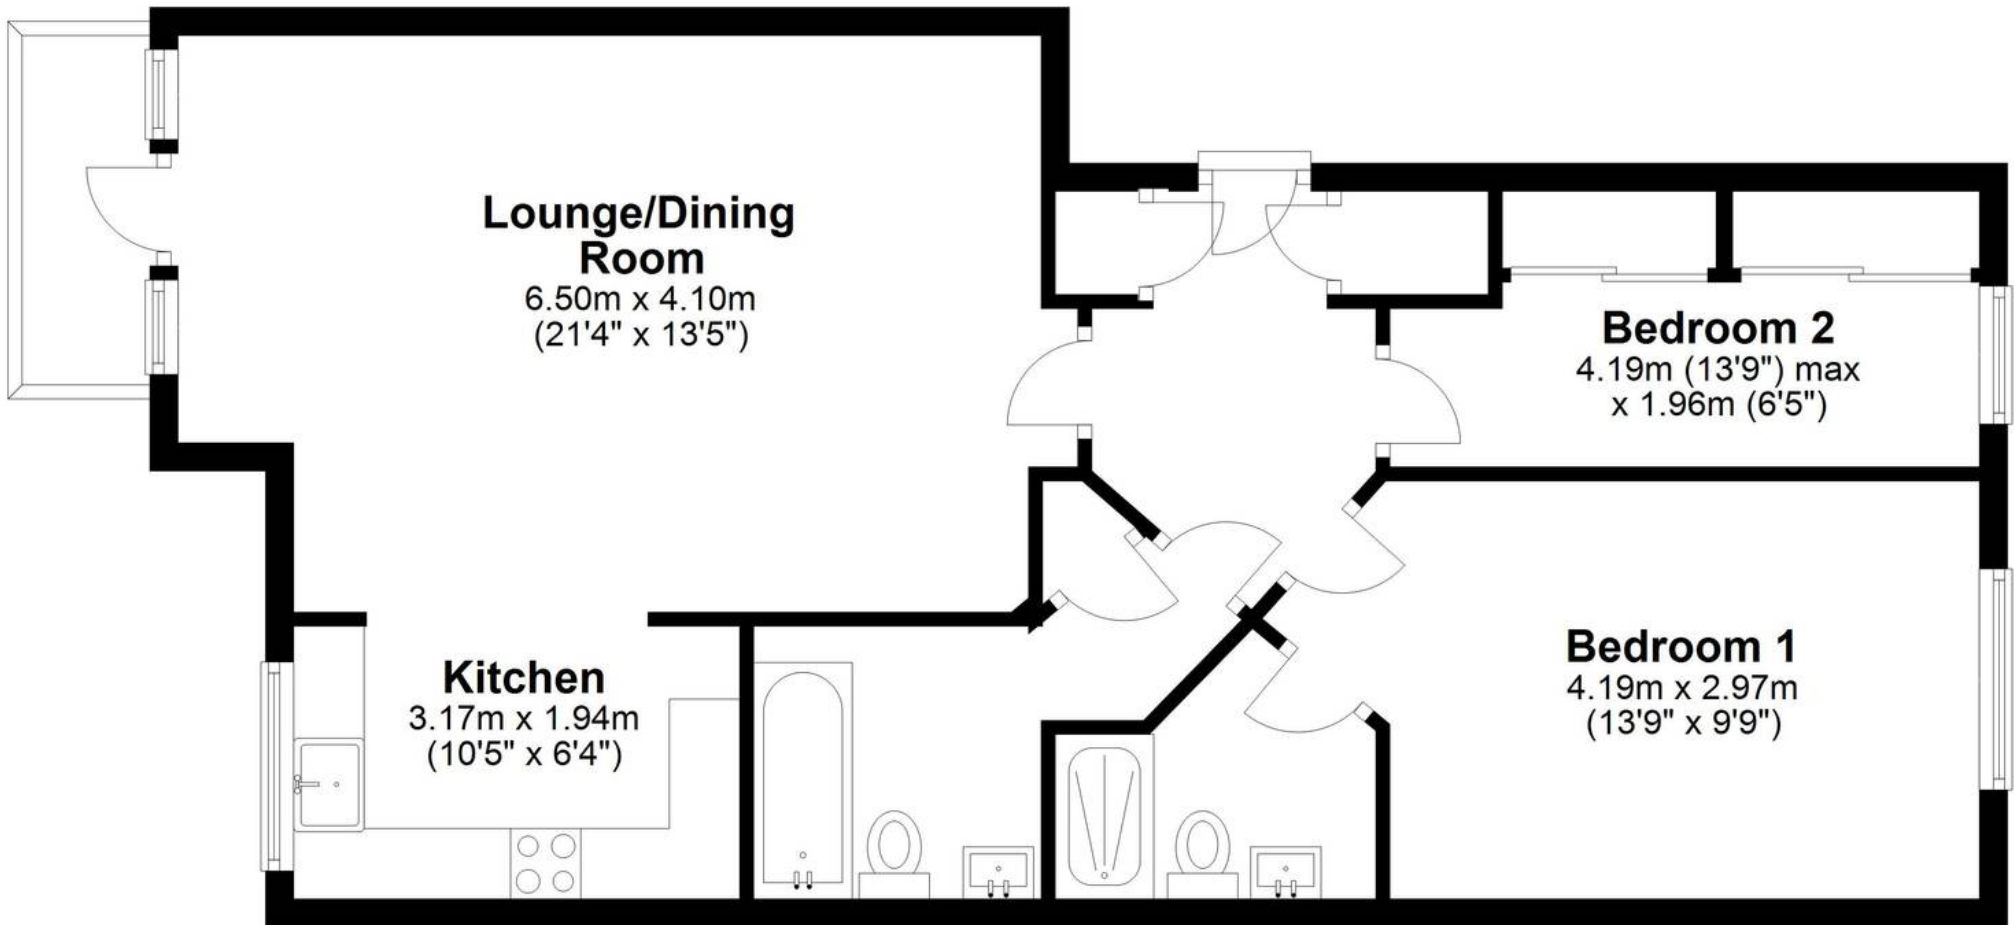 Lounge/Dining
Room
6.50m x 4.10m
(21'4" x 13'5")
Bedroom 2
4.19m (13'9") max
x 1.96m (6'5")
Kitchen
3.17m x 1.94m
(10'5" x 6'4")
Bedroom 1
4.19m x 2.97m
(13'9" x 9'9")